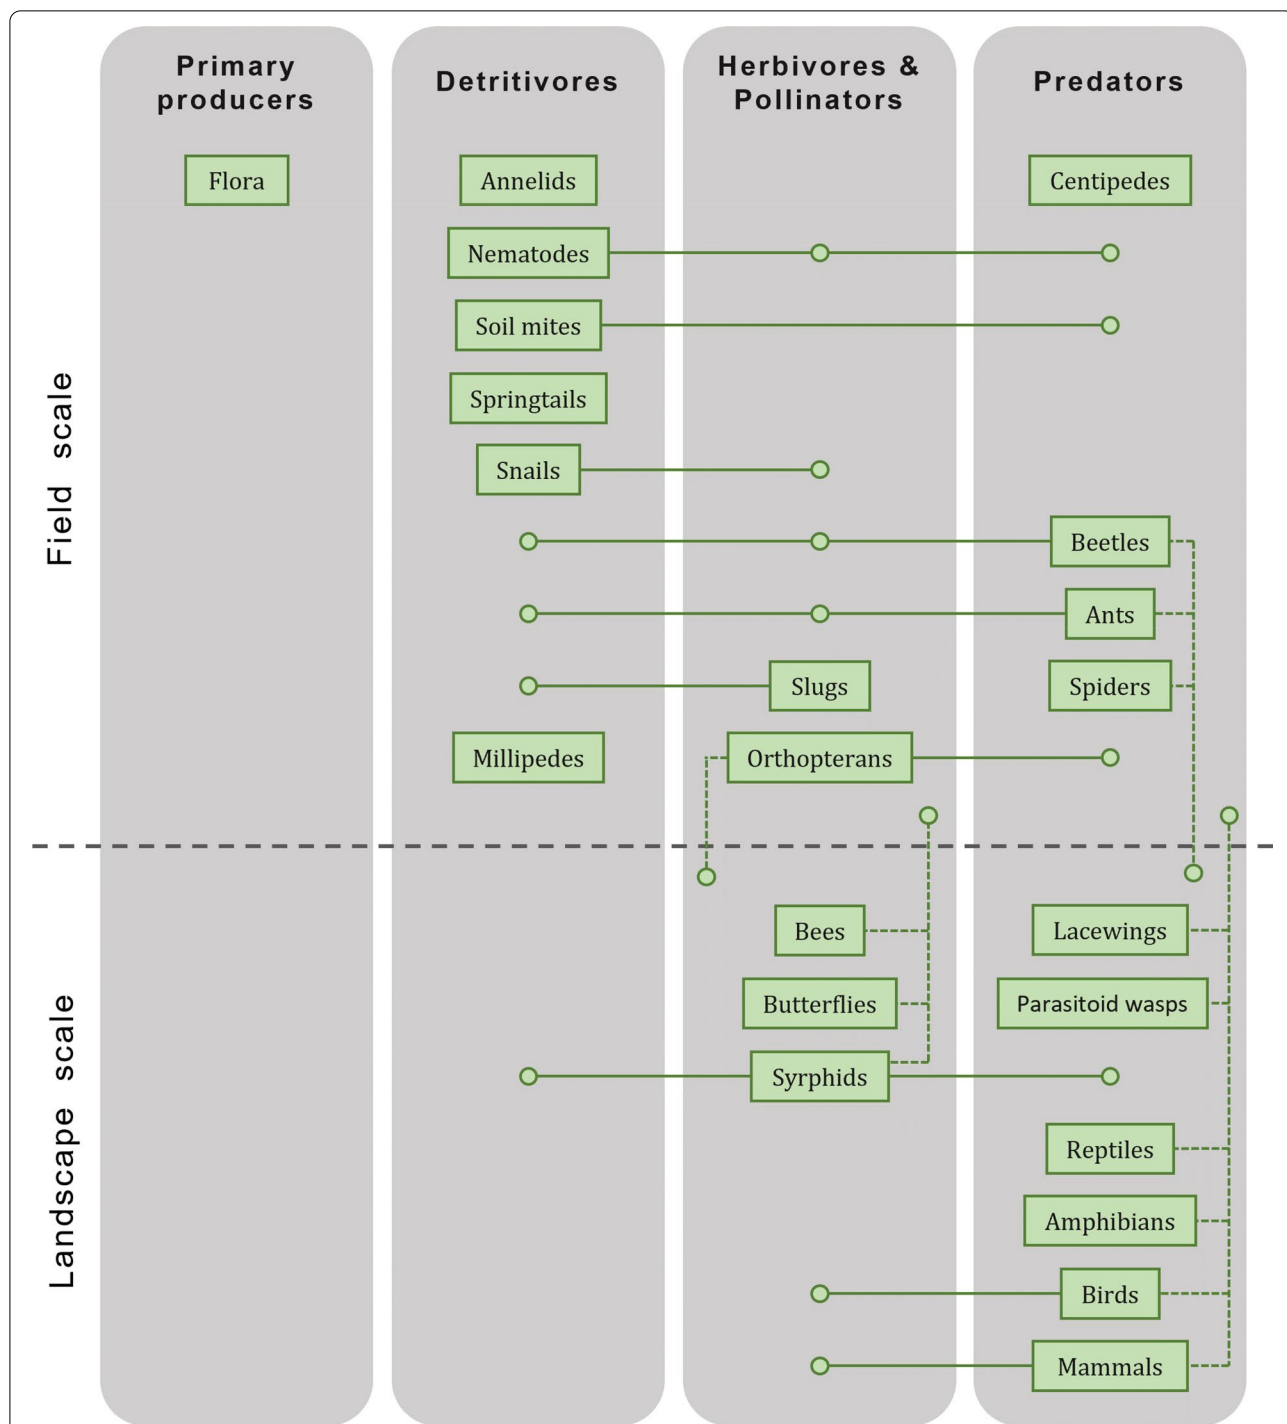 Primary
producers
Detritivores
Herbivores &
Pollinators
Predators
Field scale
Flora
Annelids
Centipedes
Nematodes
Soil mites
Springtails
Snails
Beetles
Ants
Slugs
Spiders
Millipedes
Orthopterans
Landscape scale
Bees
Lacewings
Butterflies
Parasitoid wasps
Syrphids
Reptiles
Amphibians
Birds
Mammals